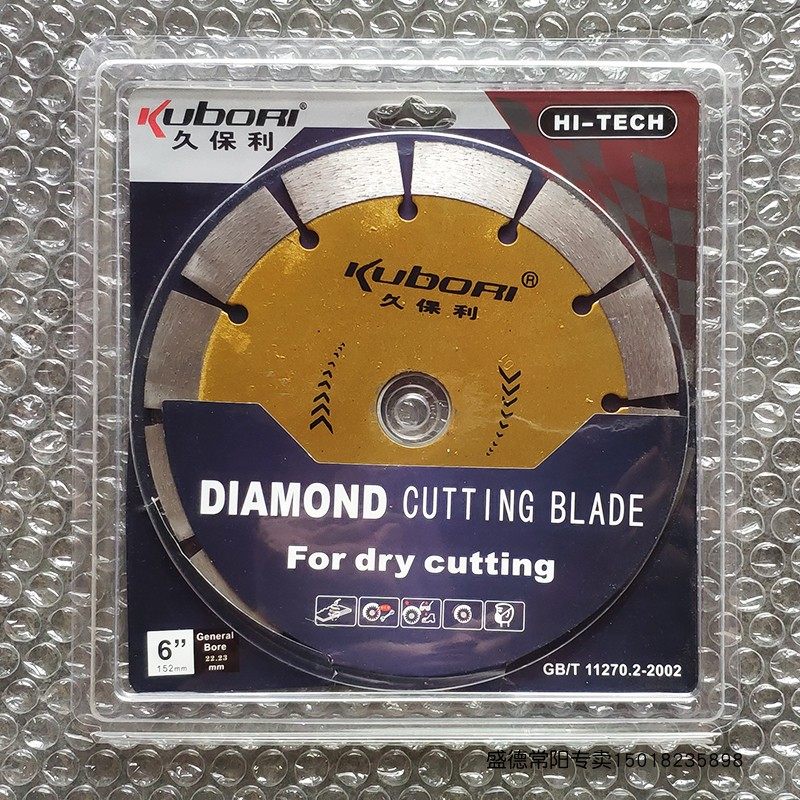 KUBORI®
久保利
HI-TECH
KUBORI®
久保利
DIAMOND CUTTING BLADE
For dry cutting
6”
152mm
General
Bore
22.23
mm
GB/T 11270.2-2002
盛德常阳专卖15018235898